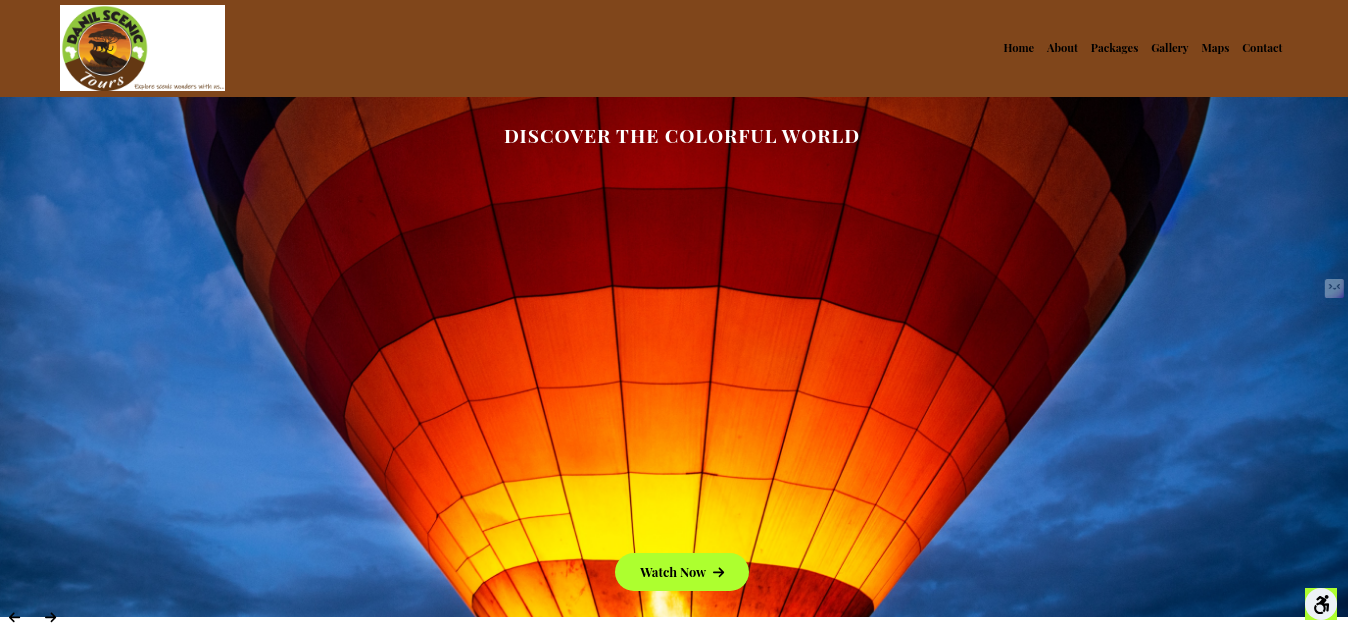 DANIL SCENIC
Tours
Explore scenic wonders with us...
Home About Packages Gallery Maps Contact
DISCOVER THE COLORFUL WORLD
Watch Now